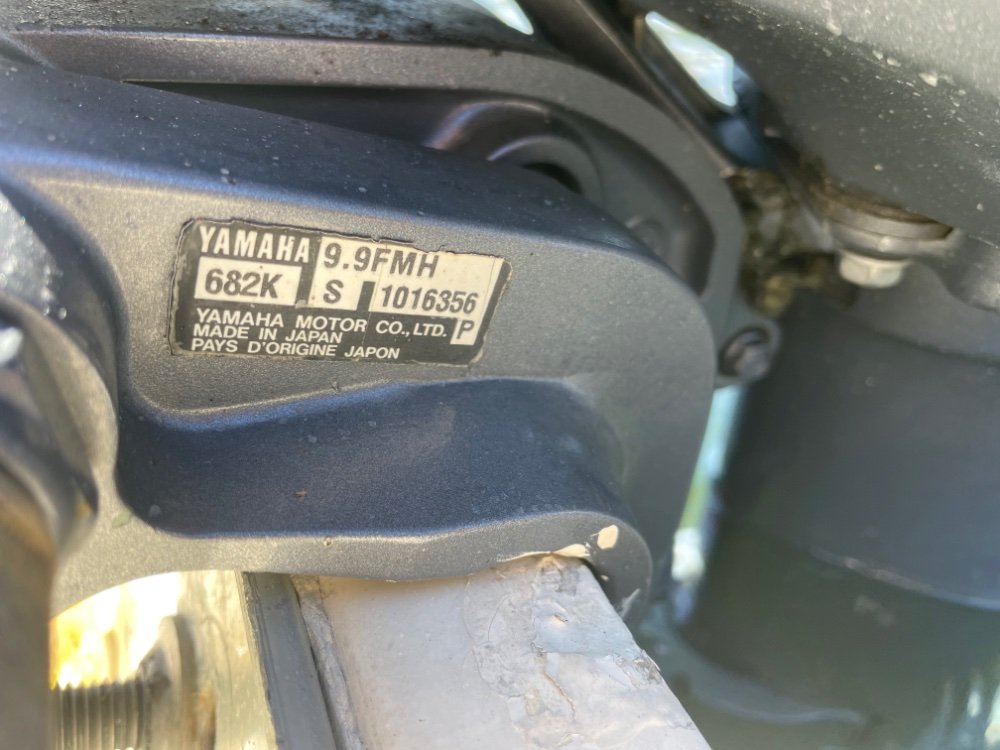 YAMAHA 9.9FMH
682K S 1016356
YAMAHA MOTOR CO., LTD. P
MADE IN JAPAN
PAYS D'ORIGINE JAPON